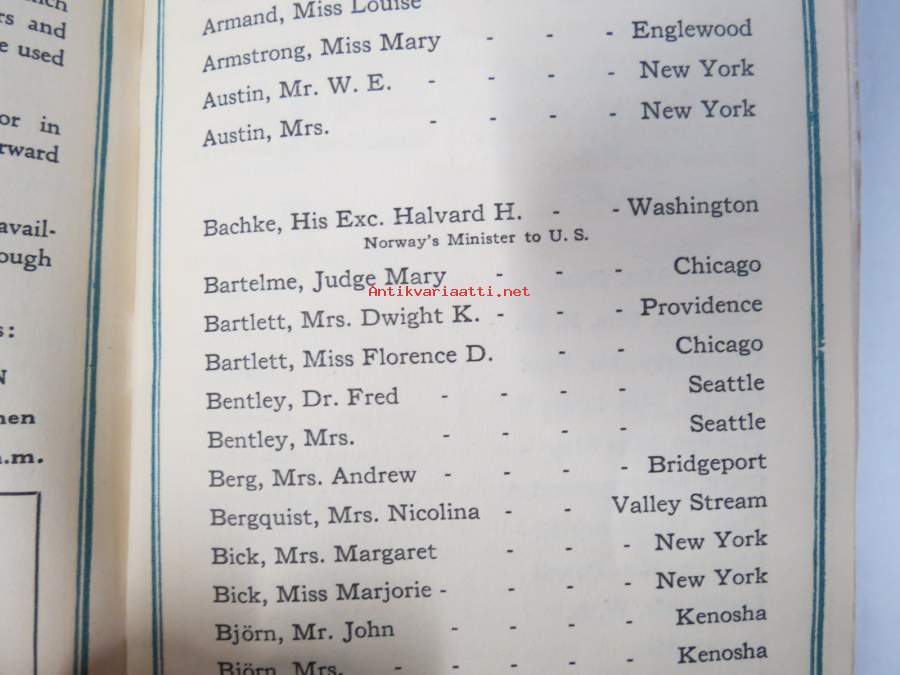 rs and
e used
or in
rward
avail-
ough
s:
N
nen
a.m.
Armand, Miss Louise
Armstrong, Miss Mary - - - Englewood
Austin, Mr. W. E. - - - - New York
Austin, Mrs. - - - - New York
Bachke, His Exc. Halvard H. - - Washington
Norway's Minister to U. S.
Bartelme, Judge Mary - - - Chicago
Antikvariaatti.net
Bartlett, Mrs. Dwight K. - - - Providence
Bartlett, Miss Florence D. - - Chicago
Bentley, Dr. Fred - - - - Seattle
Bentley, Mrs. - - - - Seattle
Berg, Mrs. Andrew - - - - Bridgeport
Bergquist, Mrs. Nicolina - - Valley Stream
Bick, Mrs. Margaret - - - New York
Bick, Miss Marjorie - - - - New York
Björn, Mr. John - - - - Kenosha
Björn, Mrs. - - - - - Kenosha